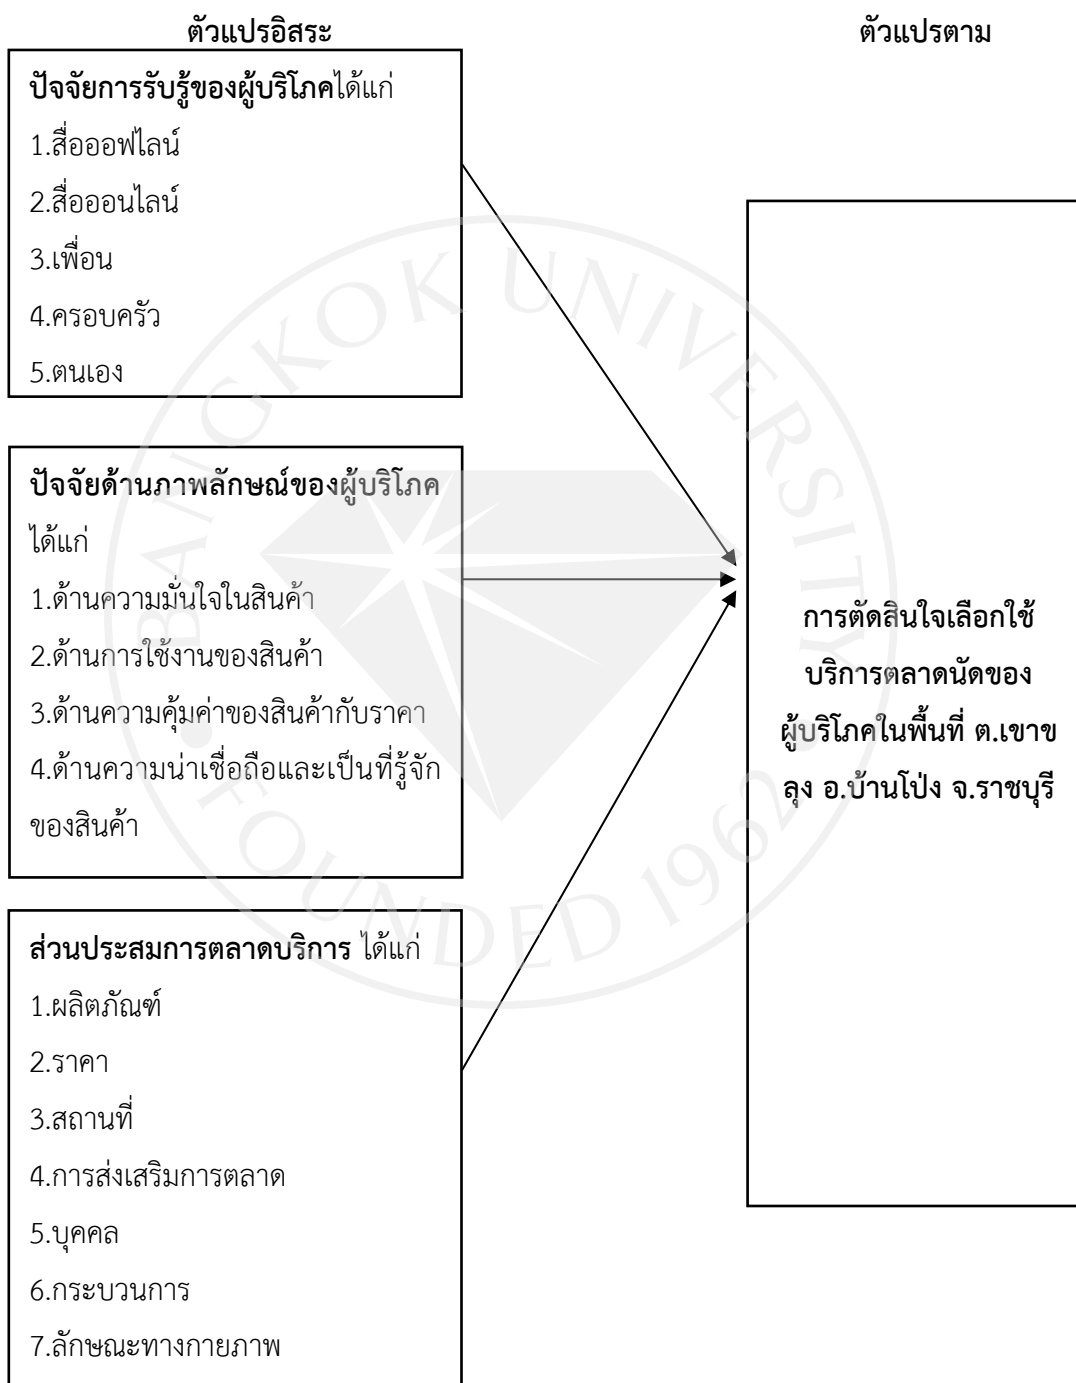 ตัวแปรอิสระ
ตัวแปรตาม
ปัจจัยการรับรู้ของผู้บริโภคได้แก่
1.สื่อออฟไลน์
2.สื่อออนไลน์
3.เพื่อน
4.ครอบครัว
5.ตนเอง
ปัจจัยด้านภาพลักษณ์ของผู้บริโภค
ได้แก่
1.ด้านความมั่นใจในสินค้า
2.ด้านการใช้งานของสินค้า
3.ด้านความคุ้มค่าของสินค้ากับราคา
4.ด้านความน่าเชื่อถือและเป็นที่รู้จัก
ของสินค้า
ส่วนประสมการตลาดบริการ ได้แก่
1.ผลิตภัณฑ์
2.ราคา
3.สถานที่
4.การส่งเสริมการตลาด
5.บุคคล
6.กระบวนการ
7.ลักษณะทางกายภาพ
การตัดสินใจเลือกใช้
บริการตลาดนัดของ
ผู้บริโภคในพื้นที่ ต.เขาข
ลุง อ.บ้านโป่ง จ.ราชบุรี
BANGKOK UNIVERSITY
FOUNDED 1962